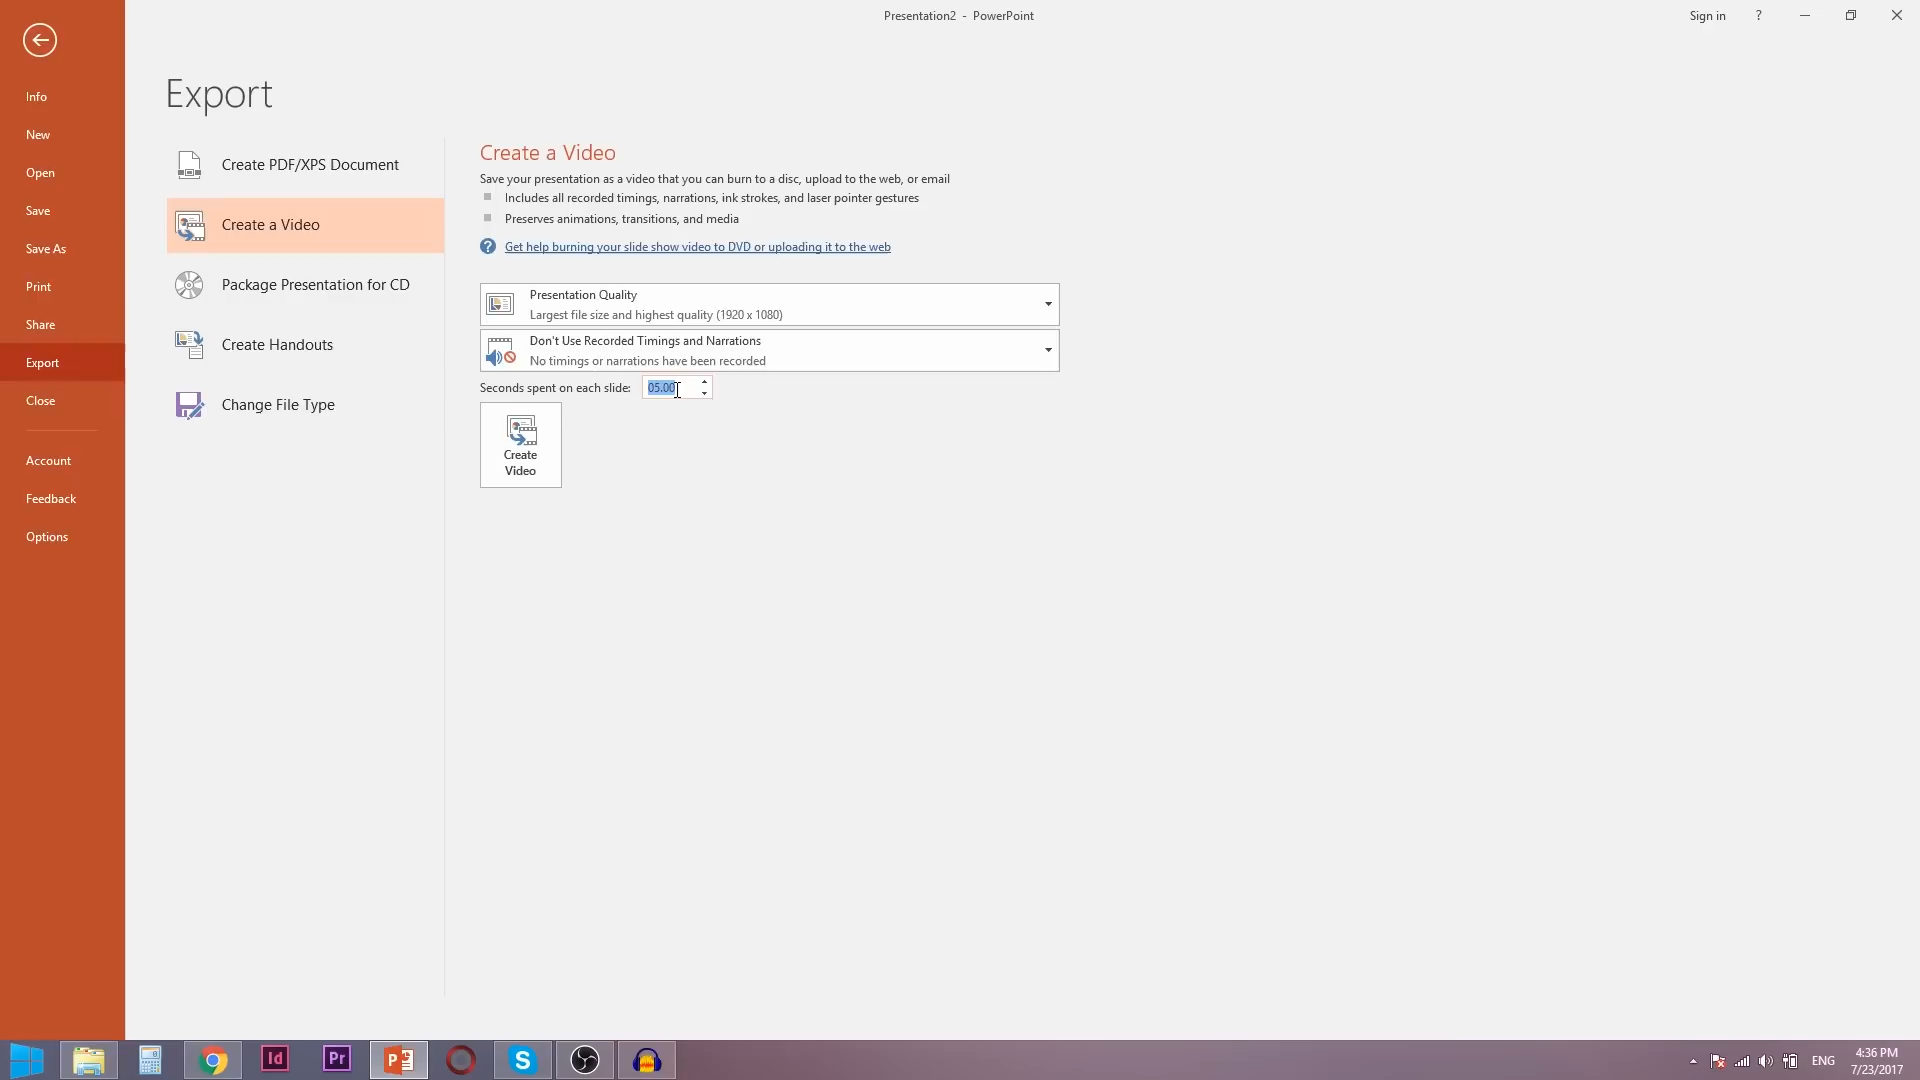 Presentation2 - PowerPoint
Sign in
?
Info
New
Open
Save
Save As
Print
Share
Export
Close
Account
Feedback
Options
Export
Create PDF/XPS Document
Create a Video
Package Presentation for CD
Create Handouts
Change File Type
Create a Video
Save your presentation as a video that you can burn to a disc, upload to the web, or email
Includes all recorded timings, narrations, ink strokes, and laser pointer gestures
Preserves animations, transitions, and media
? Get help burning your slide show video to DVD or uploading it to the web
Presentation Quality
Largest file size and highest quality (1920 x 1080)
Don't Use Recorded Timings and Narrations
No timings or narrations have been recorded
Seconds spent on each slide: 05.00
Create
Video
Id
Pr
P
S
ENG
4:36 PM
7/23/2017